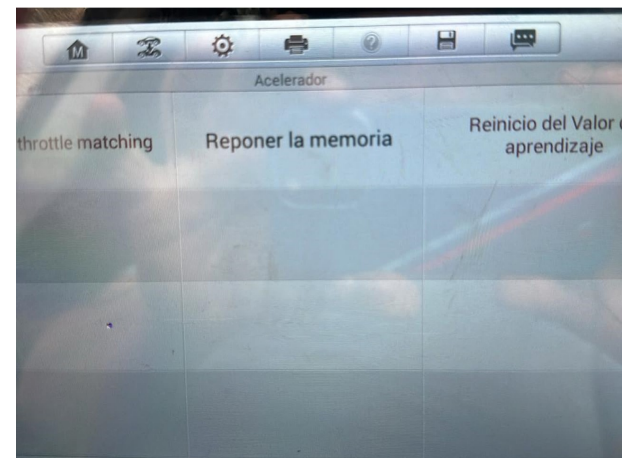 M
Acelerador
throttle matching
Reponer la memoria
Reinicio del Valor
aprendizaje